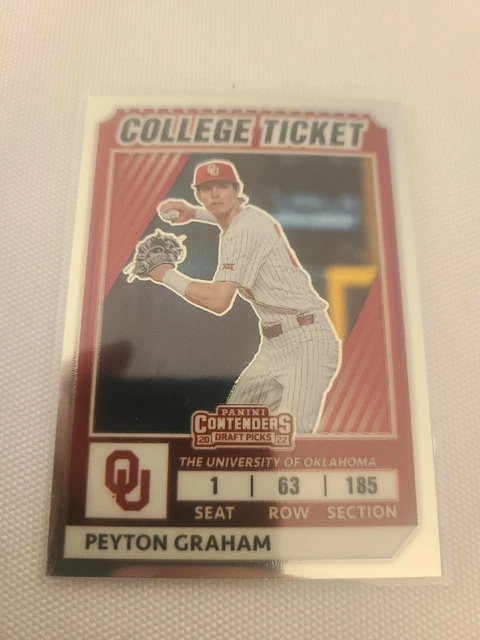 COLLEGE TICKET
OU
XII
PANINI
CONTENDERS
20 DRAFT PICKS 22
THE UNIVERSITY OF OKLAHOMA
OU
1 | 63 | 185
SEAT ROW SECTION
PEYTON GRAHAM